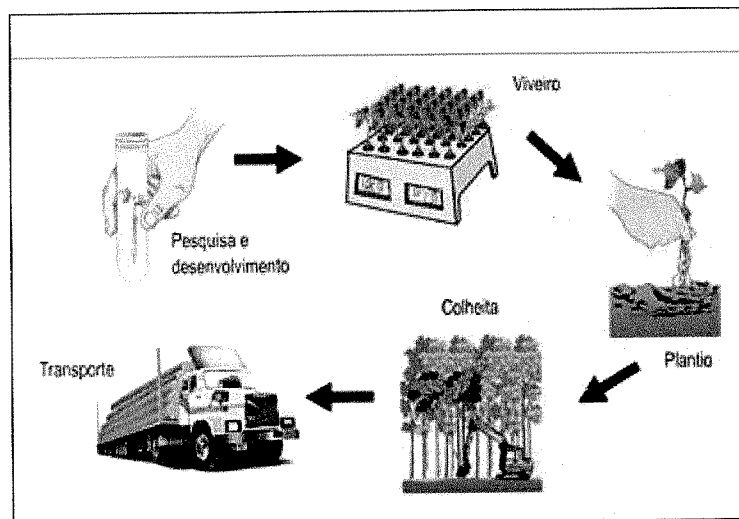 Viveiro
Pesquisa e
desenvolvimento
Plantio
Colheita
Transporte